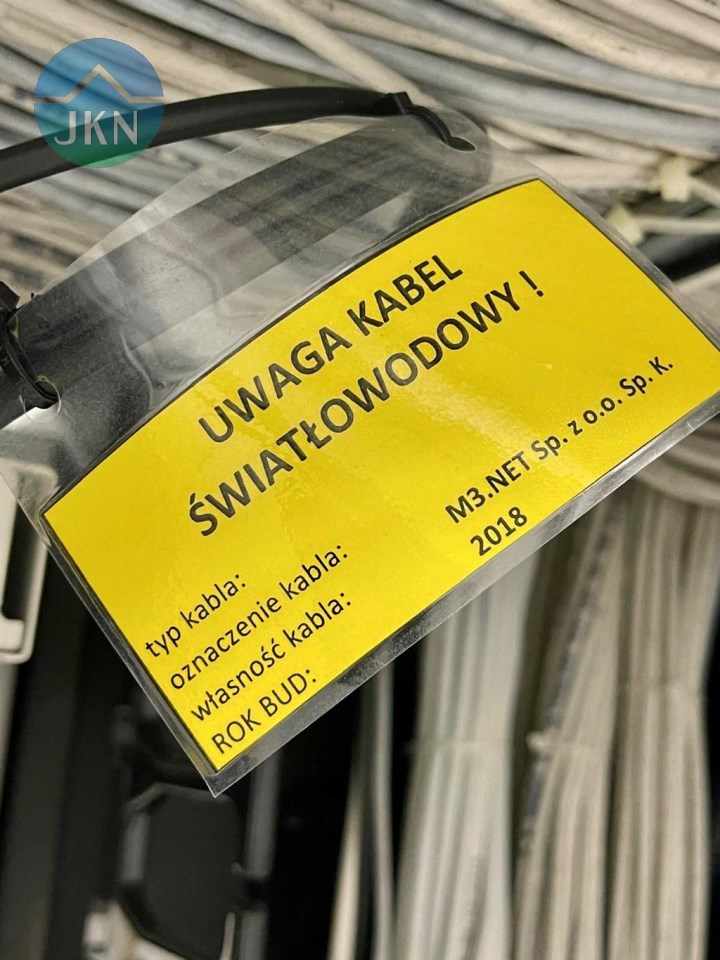 JKN
UWAGA KABEL
ŚWIATŁOWODOWY !
typ kabla:
oznaczenie kabla:
własność kabla: M3.NET Sp. z o.o. Sp. K.
ROK BUD: 2018